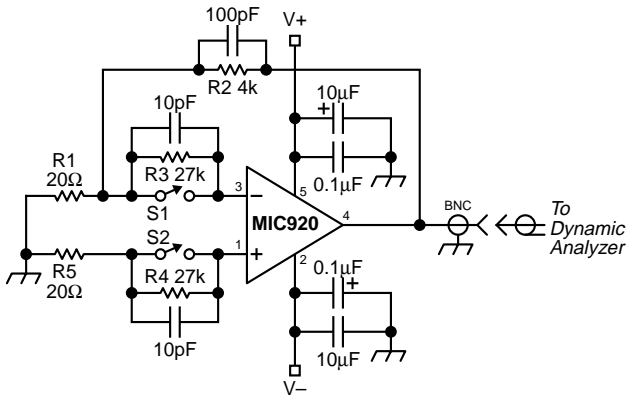 100pF
V+
R2 4k
10pF
10µF
+
R1
20Ω
R3 27k
0.1µF
S1
3
−
5
MIC920
4
BNC
To
Dynamic
Analyzer
S2
1
+
2
R5
20Ω
R4 27k
0.1µF
+
10pF
10µF
V−